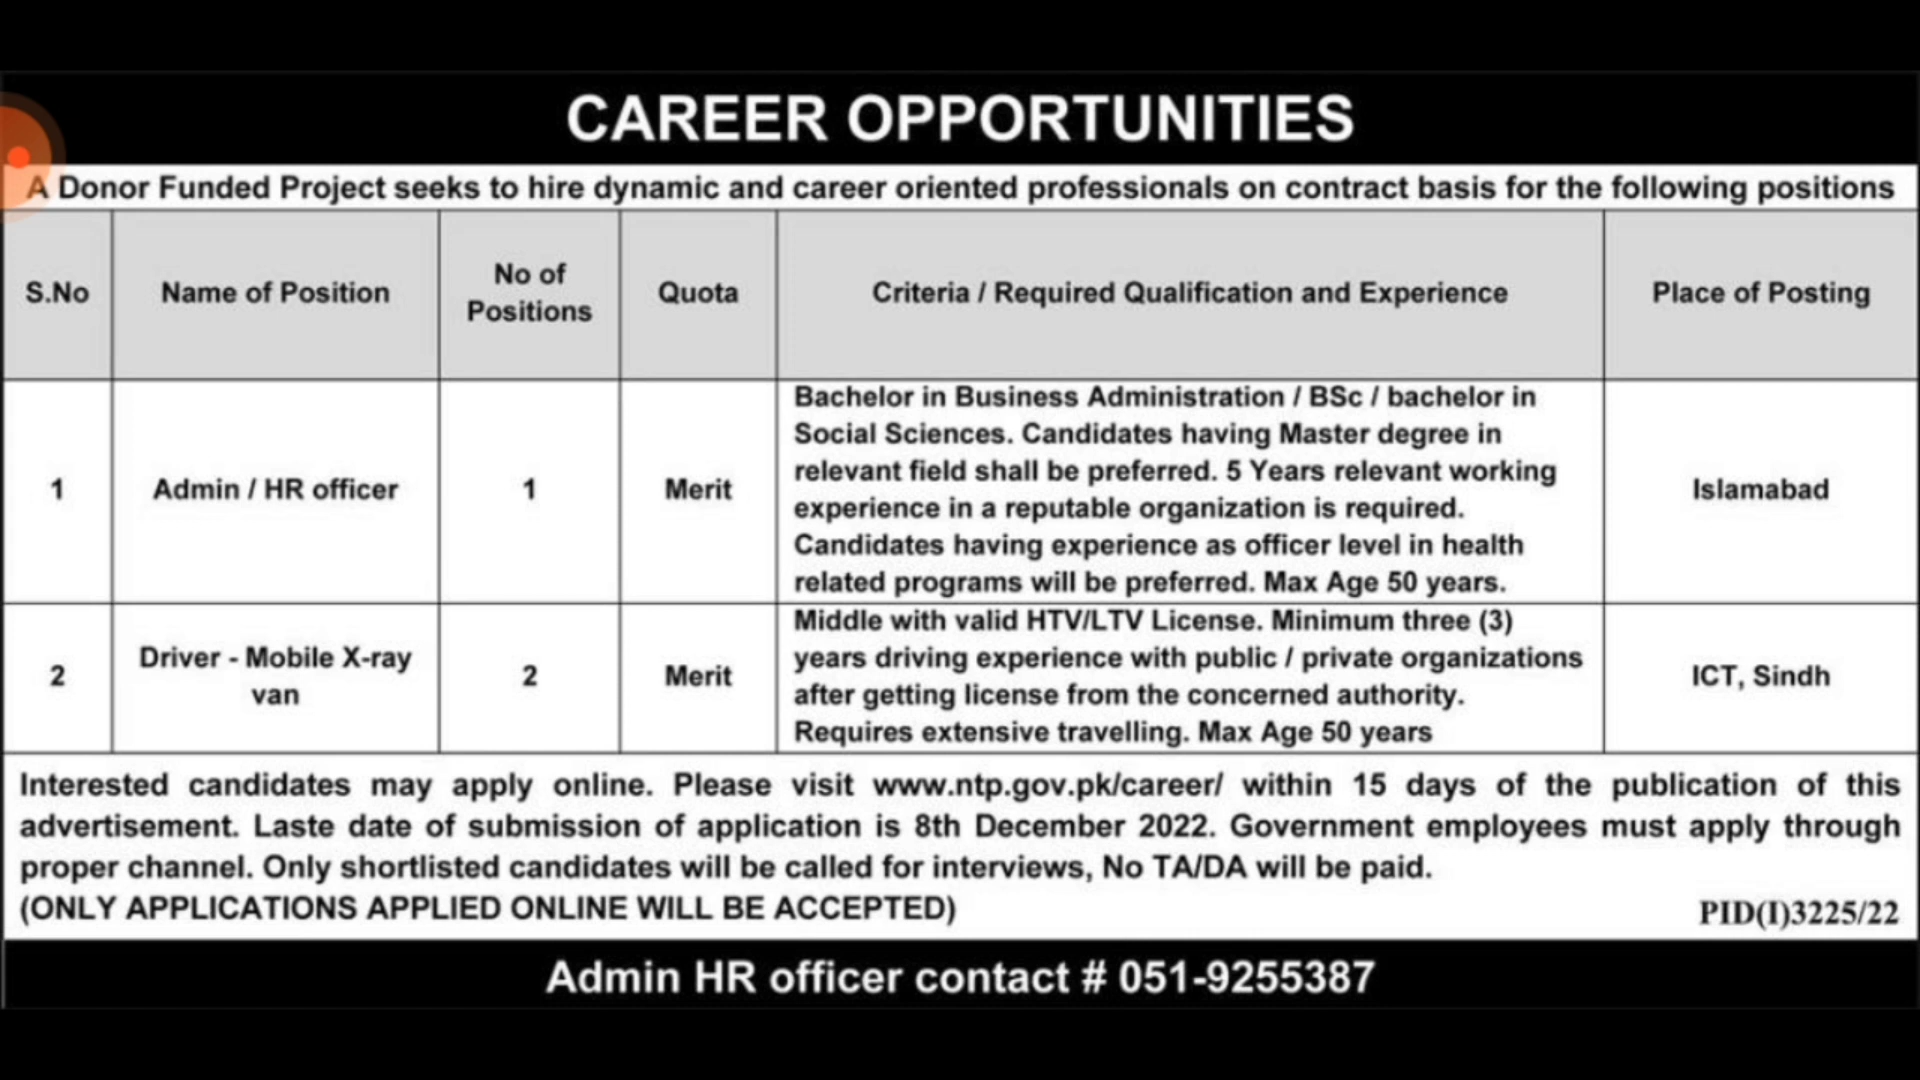 CAREER OPPORTUNITIES
A Donor Funded Project seeks to hire dynamic and career oriented professionals on contract basis for the following positions
S.No
Name of Position
No of
Positions
Quota
Criteria / Required Qualification and Experience
Place of Posting
1
Admin / HR officer
1
Merit
Bachelor in Business Administration / BSc / bachelor in
Social Sciences. Candidates having Master degree in
relevant field shall be preferred. 5 Years relevant working
experience in a reputable organization is required.
Candidates having experience as officer level in health
related programs will be preferred. Max Age 50 years.
Islamabad
2
Driver - Mobile X-ray
van
2
Merit
Middle with valid HTV/LTV License. Minimum three (3)
years driving experience with public / private organizations
after getting license from the concerned authority.
Requires extensive travelling. Max Age 50 years
ICT, Sindh
Interested candidates may apply online. Please visit www.ntp.gov.pk/career/ within 15 days of the publication of this
advertisement. Laste date of submission of application is 8th December 2022. Government employees must apply through
proper channel. Only shortlisted candidates will be called for interviews, No TA/DA will be paid.
(ONLY APPLICATIONS APPLIED ONLINE WILL BE ACCEPTED)
PID(I)3225/22
Admin HR officer contact # 051-9255387